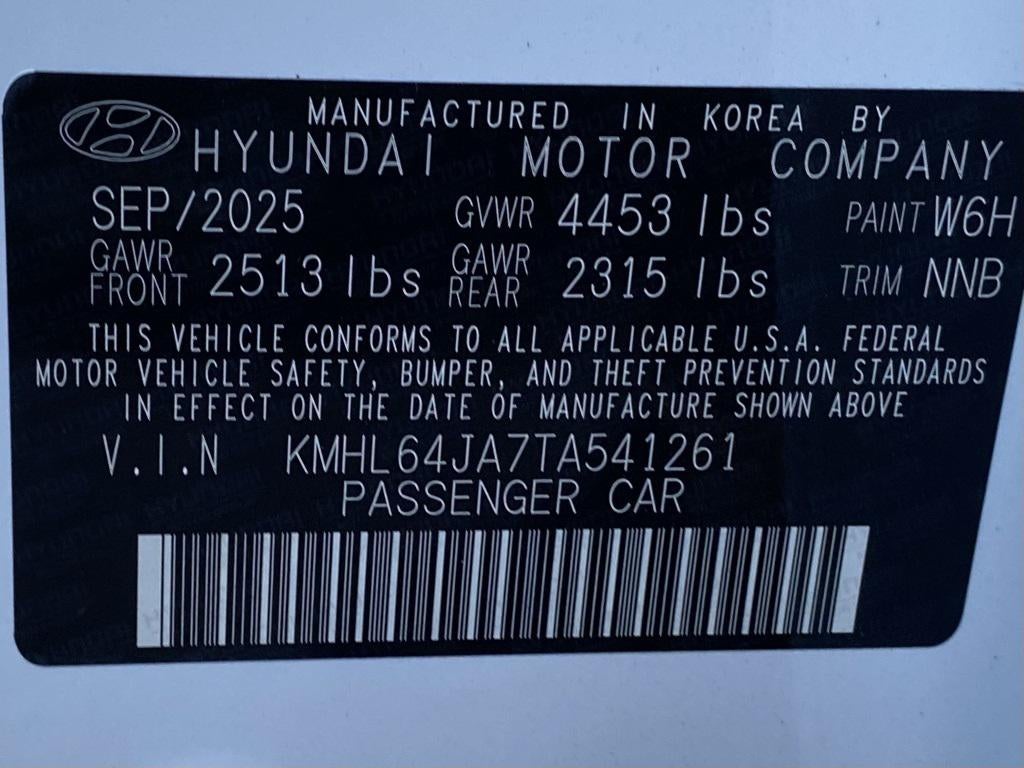 MANUFACTURED IN KOREA BY
HYUNDAI MOTOR COMPANY
SEP/2025 GVWR 4453 lbs PAINT W6H
GAWR FRONT 2513 lbs GAWR REAR 2315 lbs TRIM NNB
THIS VEHICLE CONFORMS TO ALL APPLICABLE U.S.A. FEDERAL
MOTOR VEHICLE SAFETY, BUMPER, AND THEFT PREVENTION STANDARDS
IN EFFECT ON THE DATE OF MANUFACTURE SHOWN ABOVE
V.I.N KMHL64JA7TA541261
PASSENGER CAR